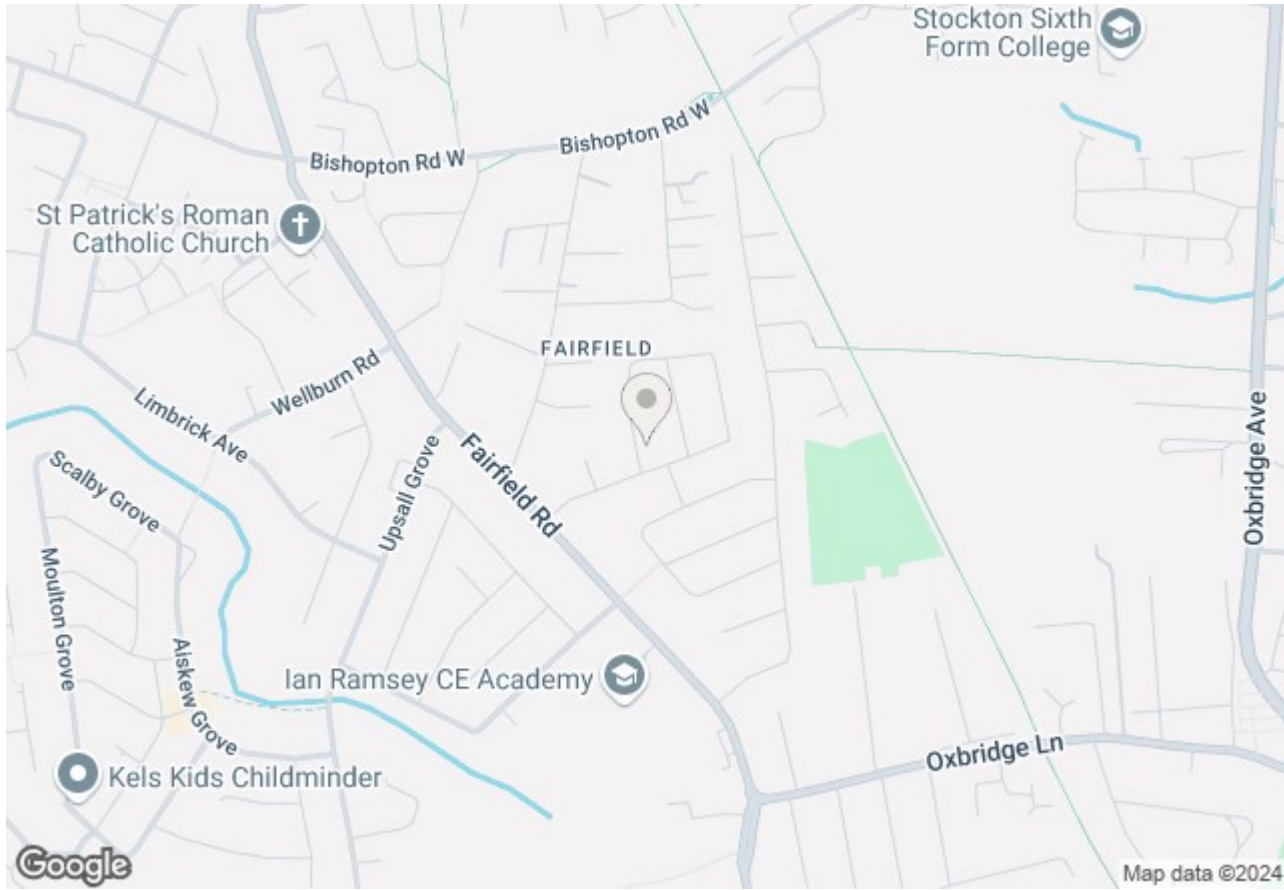 Stockton Sixth
Form College
Bishopton Rd W
Bishopton Rd W
St Patrick's Roman
Catholic Church
FAIRFIELD
Wellburn Rd
Limbrick Ave
Oxbridge Ave
Scalby Grove
Upsall Grove
Fairfield Rd
Moulton Grove
Aiskew Grove
Ian Ramsey CE Academy
Oxbridge Ln
Kels Kids Childminder
Google
Map data ©2024